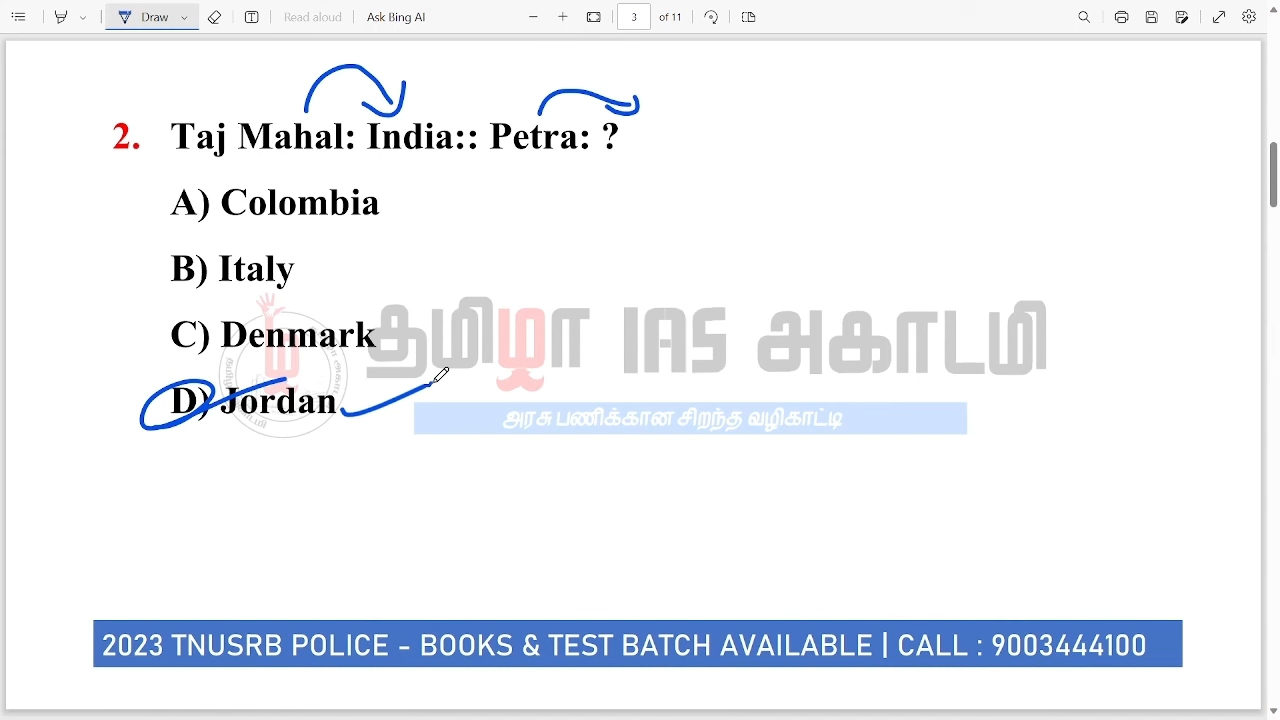 Draw
Read aloud
Ask Bing AI
3
of 11
2. Taj Mahal: India:: Petra: ?
A) Colombia
B) Italy
C) Denmark
D) Jordan
தமிழா IAS அகாடமி
அரசு பணிக்கான சிறந்த வழிகாட்டி
2023 TNUSRB POLICE - BOOKS & TEST BATCH AVAILABLE | CALL : 9003444100